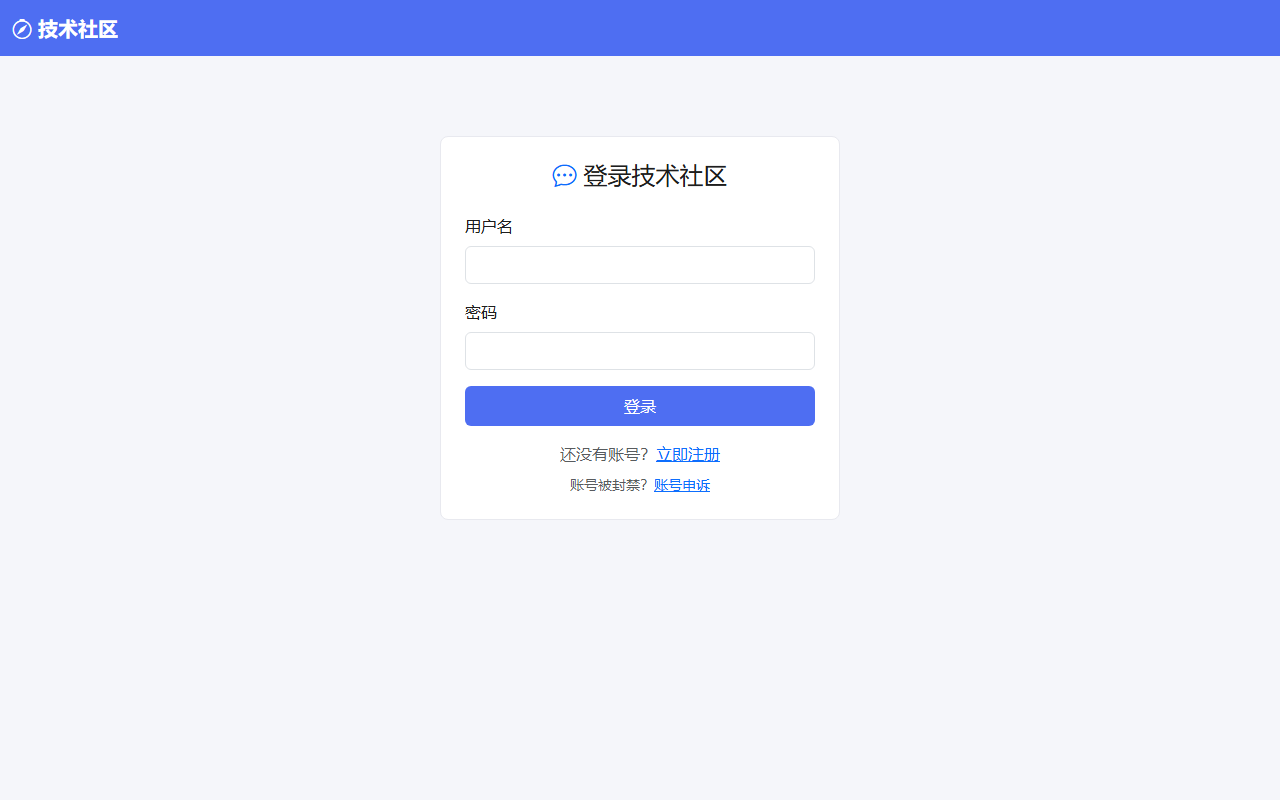 技术社区
登录技术社区
用户名
密码
登录
还没有账号？立即注册
账号被封禁？账号申诉